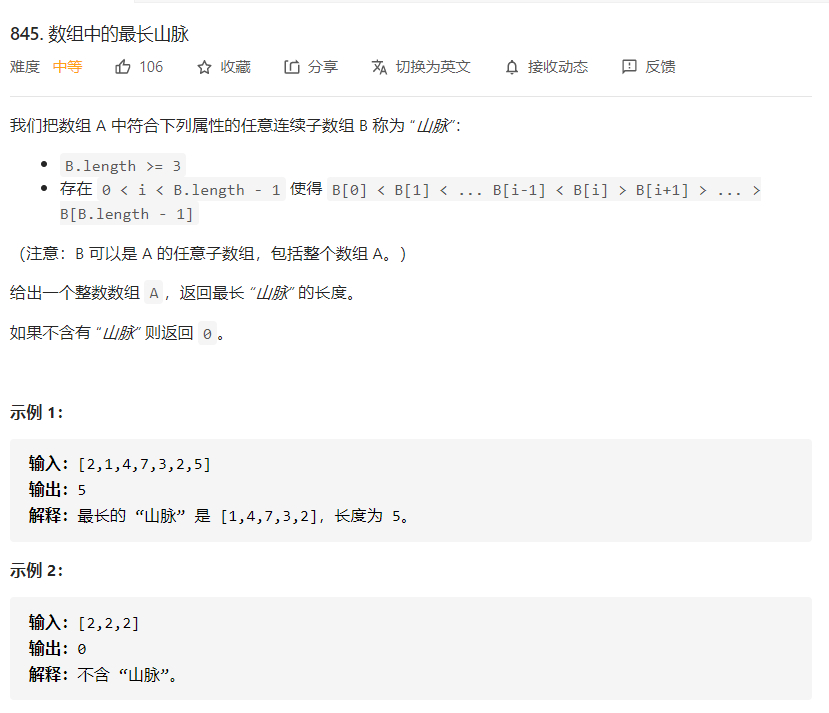 845. 数组中的最长山脉
难度 中等 106 收藏 分享 切换为英文 接收动态 反馈
我们把数组 A 中符合下列属性的任意连续子数组 B 称为 “山脉”:
• B.length >= 3
• 存在 0 < i < B.length - 1 使得 B[0] < B[1] < ... B[i-1] < B[i] > B[i+1] > ... >
B[B.length - 1]
(注意:B 可以是 A 的任意子数组,包括整个数组 A。)
给出一个整数数组 A,返回最长 “山脉” 的长度。
如果不含有 “山脉” 则返回 0。
示例 1:
输入:[2,1,4,7,3,2,5]
输出:5
解释:最长的 “山脉” 是 [1,4,7,3,2],长度为 5。
示例 2:
输入:[2,2,2]
输出:0
解释:不含 “山脉”。